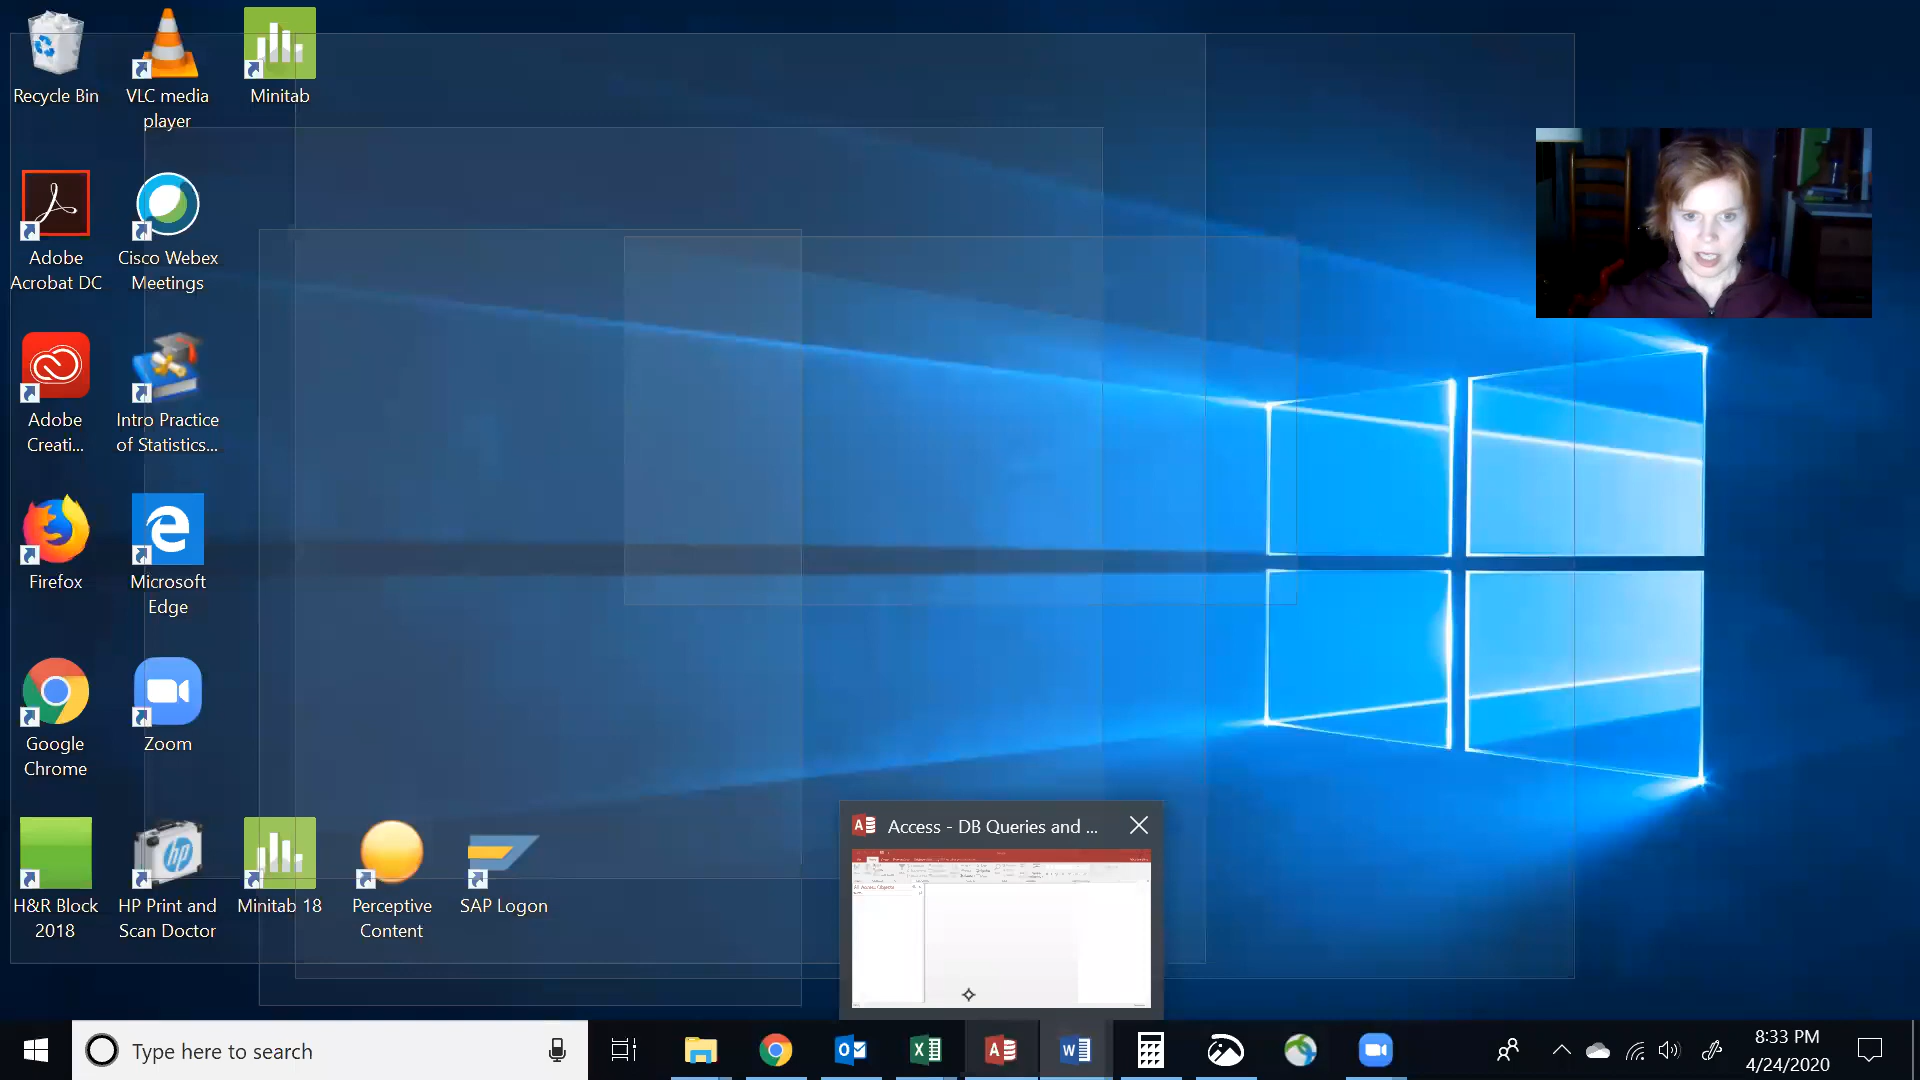 Recycle Bin
VLC media
player
Minitab
Adobe
Acrobat DC
Cisco Webex
Meetings
Adobe
Creati...
Intro Practice
of Statistics...
Firefox
Microsoft
Edge
Google
Chrome
Zoom
H&R Block
2018
HP Print and
Scan Doctor
Minitab 18
Perceptive
Content
SAP Logon
Access - DB Queries and ...
Type here to search
8:33 PM
4/24/2020